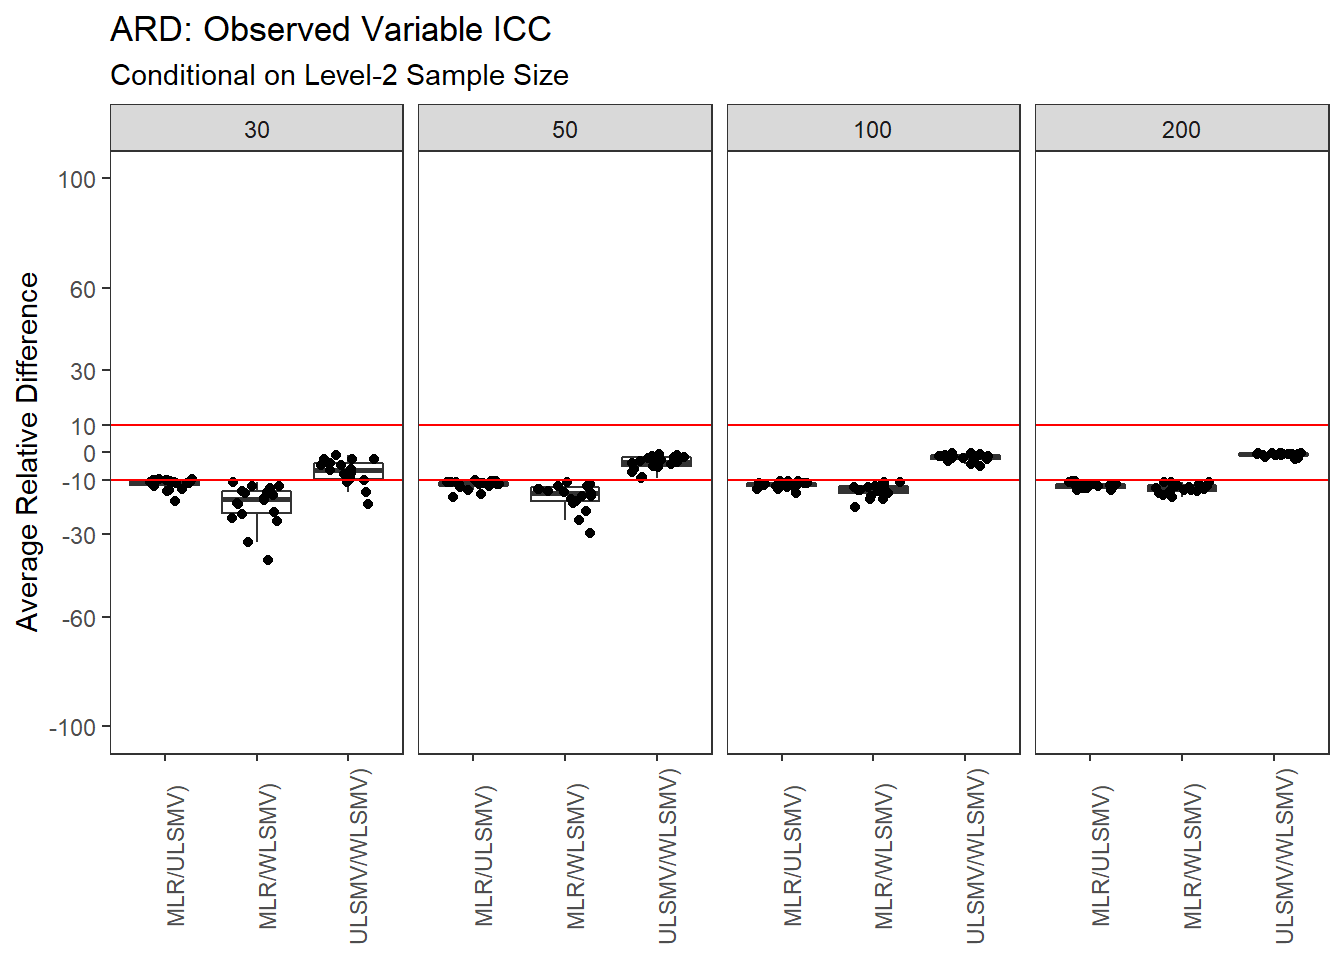 ARD: Observed Variable ICC
Conditional on Level-2 Sample Size
30
50
100
200
Average Relative Difference
100
60
30
10
0
-10
-30
-60
-100
MLR/ULSMV)
MLR/WLSMV)
ULSMV/WLSMV)
MLR/ULSMV)
MLR/WLSMV)
ULSMV/WLSMV)
MLR/ULSMV)
MLR/WLSMV)
ULSMV/WLSMV)
MLR/ULSMV)
MLR/WLSMV)
ULSMV/WLSMV)